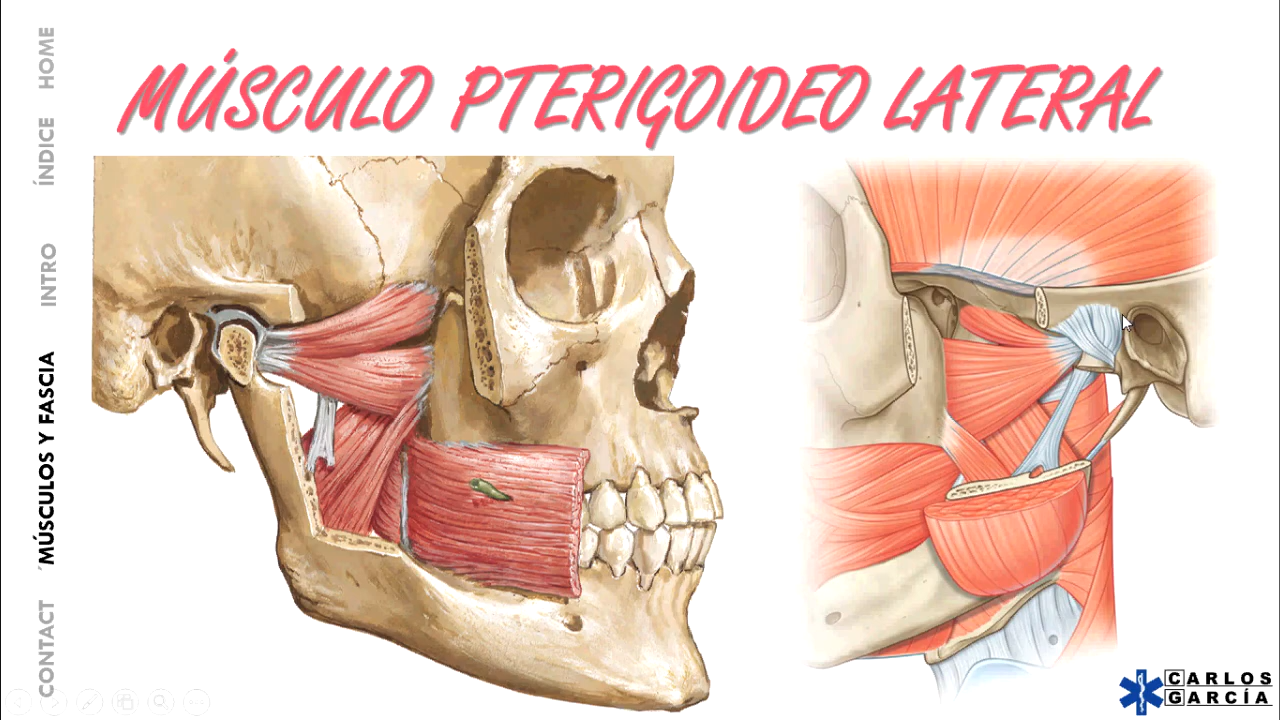 MÚSCULO PTERIGOIDEO LATERAL
HOME
ÍNDICE
INTRO
´MÚSCULOS Y FASCIA
CONTACT
CARLOS
GARCÍA